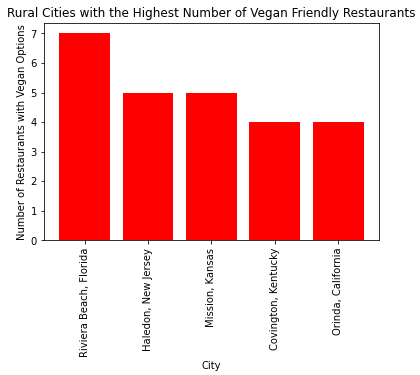 Rural Cities with the Highest Number of Vegan Friendly Restaurants
Number of Restaurants with Vegan Options
7
6
5
4
3
2
1
0
Riviera Beach, Florida
Haledon, New Jersey
Mission, Kansas
Covington, Kentucky
Orinda, California
City